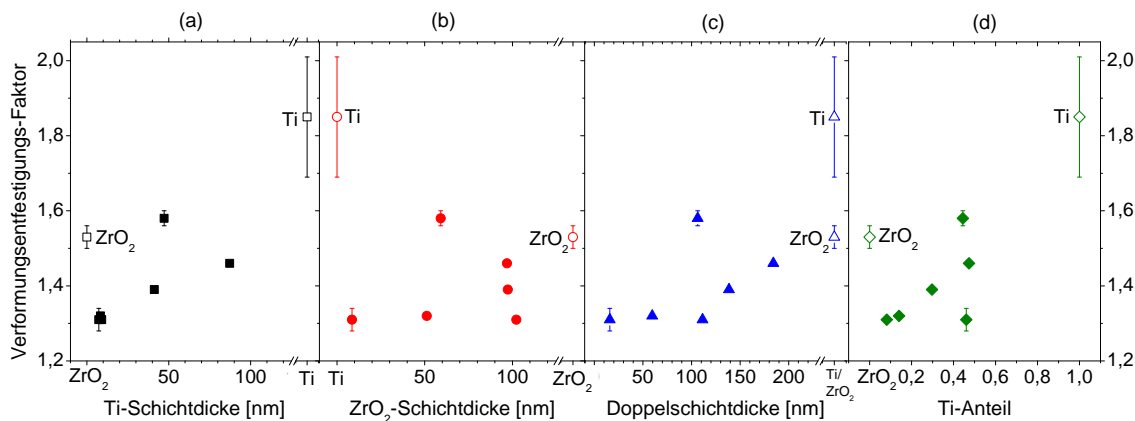 (a) (b) (c) (d)
Verformungsentfestigungs-Faktor
2,0 2,0
1,8 1,8
1,6 1,6
1,4 1,4
1,2 1,2
Ti Ti Ti Ti
ZrO₂ ZrO₂ ZrO₂ ZrO₂
ZrO₂ 50 100 Ti
Ti 50 100 ZrO₂
0 50 100 150 200 Ti/ZrO₂
ZrO₂ 0,2 0,4 0,6 0,8 1,0
Ti-Schichtdicke [nm] ZrO₂-Schichtdicke [nm] Doppelschichtdicke [nm] Ti-Anteil